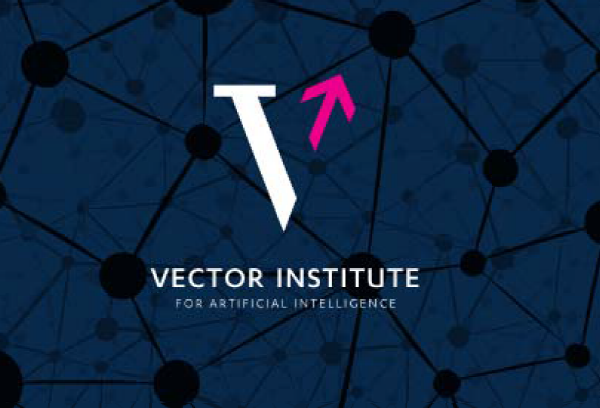 VECTOR INSTITUTE
FOR ARTIFICIAL INTELLIGENCE